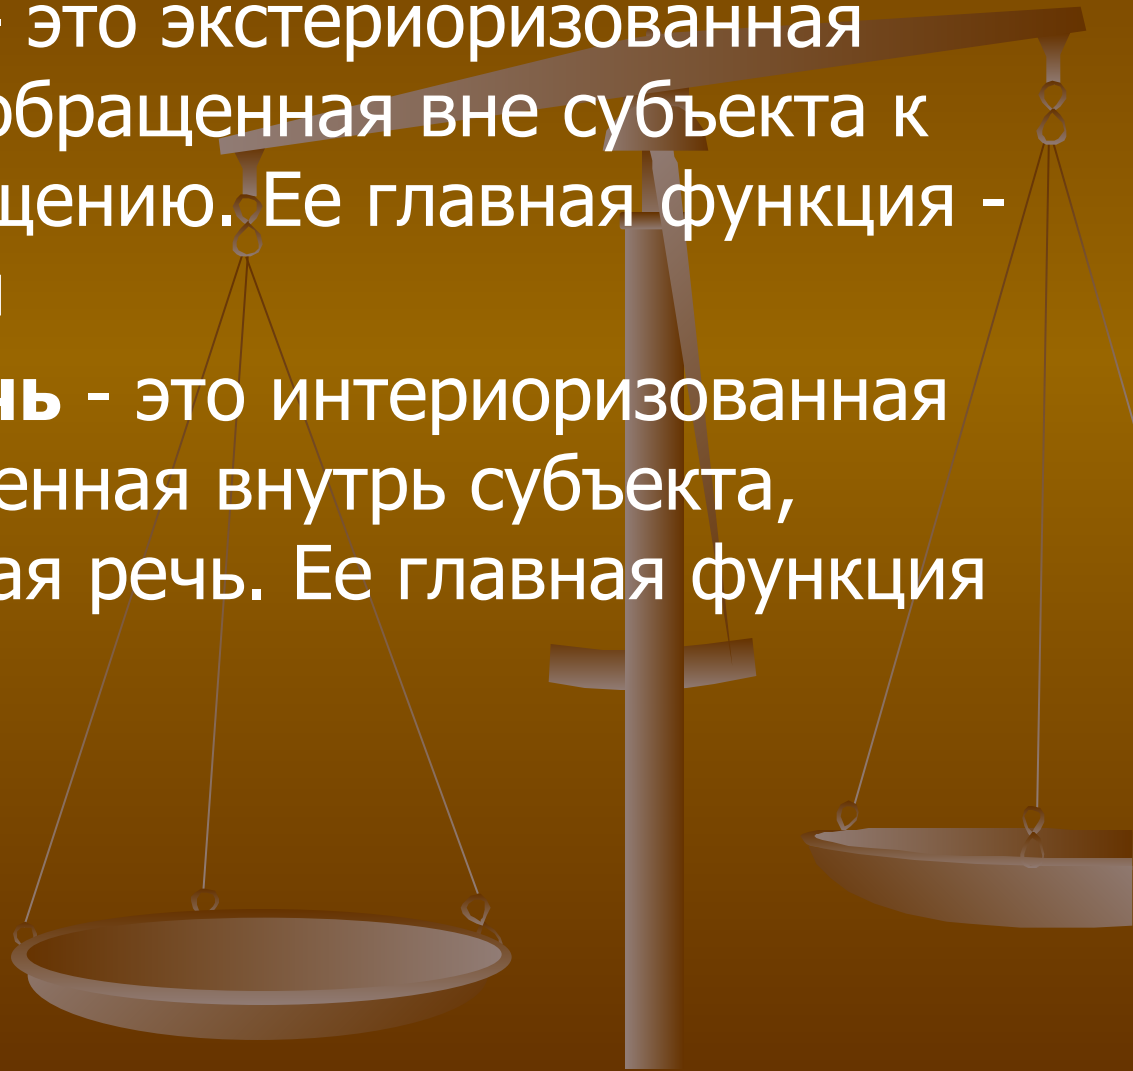 - это экстериоризованная
обращенная вне субъекта к
щению. Ее главная функция -
чь - это интериоризованная
енная внутрь субъекта,
ая речь. Ее главная функция